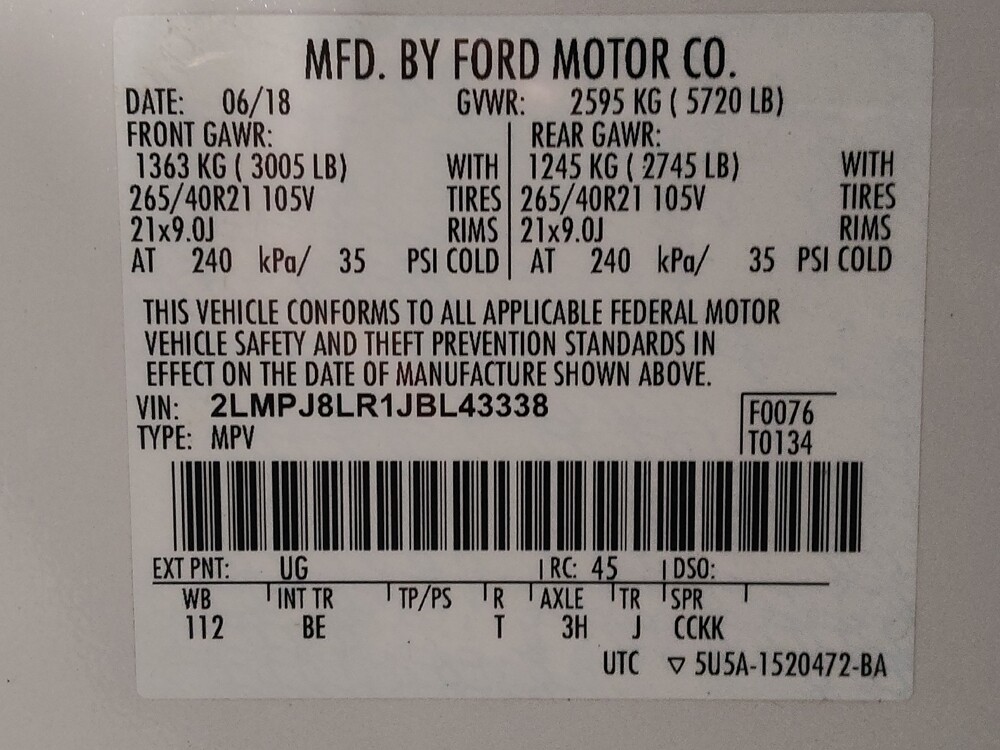 MFD. BY FORD MOTOR CO.
DATE: 06/18 GVWR: 2595 KG ( 5720 LB)
FRONT GAWR: REAR GAWR:
1363 KG ( 3005 LB) WITH 1245 KG ( 2745 LB) WITH
265/40R21 105V TIRES 265/40R21 105V TIRES
21x9.0J RIMS 21x9.0J RIMS
AT 240 kPa/ 35 PSI COLD AT 240 kPa/ 35 PSI COLD
THIS VEHICLE CONFORMS TO ALL APPLICABLE FEDERAL MOTOR
VEHICLE SAFETY AND THEFT PREVENTION STANDARDS IN
EFFECT ON THE DATE OF MANUFACTURE SHOWN ABOVE.
VIN: 2LMPJ8LR1JBL43338 F0076
TYPE: MPV T0134
EXT PNT: UG RC: 45 DSO:
WB INT TR TP/PS R AXLE TR SPR
112 BE T 3H J CCKK
UTC ▽ 5U5A-1520472-BA